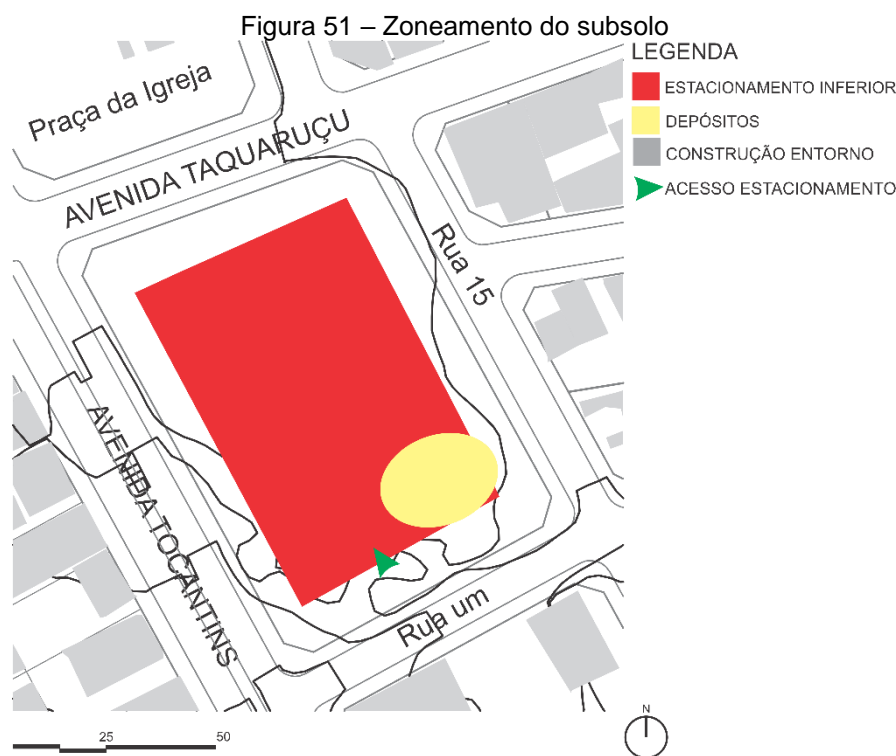 Figura 51 – Zoneamento do subsolo
LEGENDA
ESTACIONAMENTO INFERIOR
DEPÓSITOS
CONSTRUÇÃO ENTORNO
ACESSO ESTACIONAMENTO
Praça da Igreja
AVENIDA TAQUARUÇU
Rua 15
AVENIDA TOCANTINS
Rua um
25
50
N